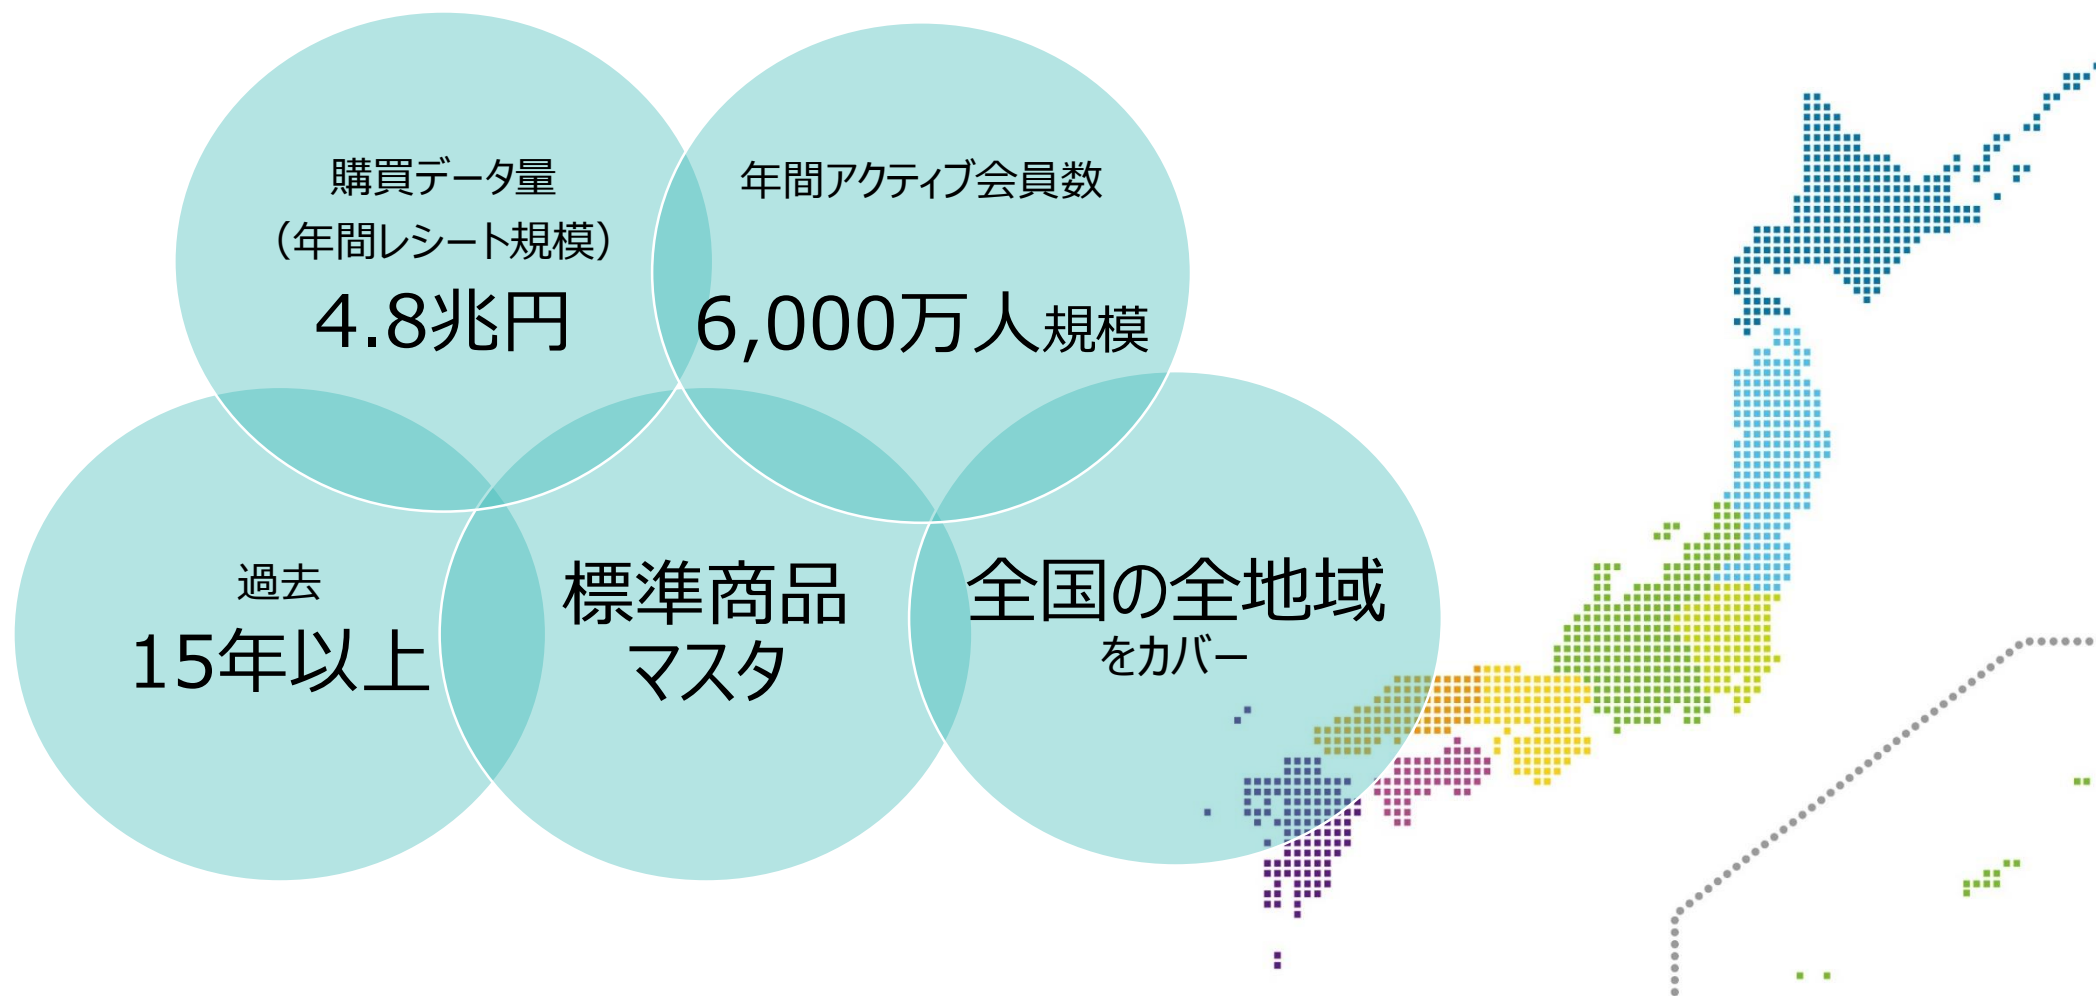 購買データ量
（年間レシート規模）
4.8兆円
年間アクティブ会員数
6,000万人規模
過去
15年以上
標準商品
マスタ
全国の全地域
をカバー